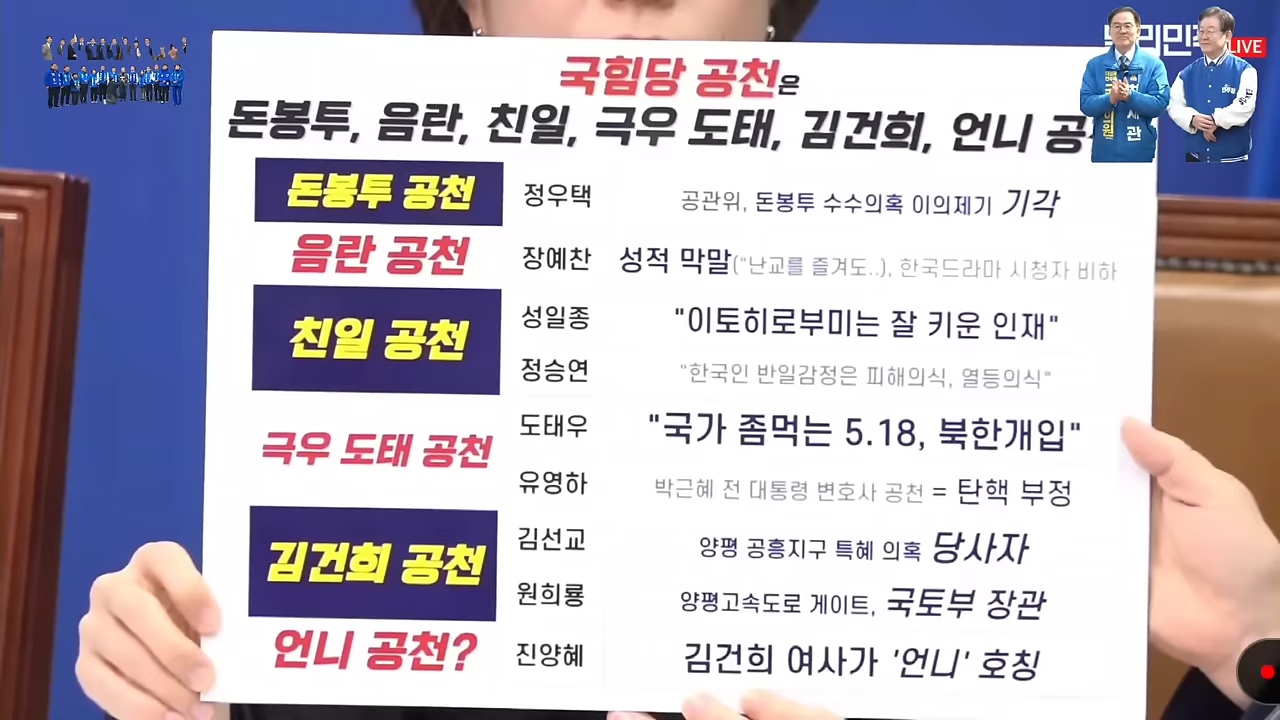 LIVE
국힘당 공천은
돈봉투, 음란, 친일, 극우 도태, 김건희, 언니
돈봉투 공천 정우택 공관위, 돈봉투 수수의혹 이의제기 기각
음란 공천 장예찬 성적 막말("난교를 즐겨도..), 한국드라마 시청자 비하
친일 공천 성일종 "이토히로부미는 잘 키운 인재"
정승연 "한국인 반일감정은 피해의식, 열등의식"
극우 도태 공천 도태우 "국가 좀먹는 5.18, 북한개입"
유영하 박근혜 전 대통령 변호사 공천 = 탄핵 부정
김건희 공천 김선교 양평 공흥지구 특혜 의혹 당사자
원희룡 양평고속도로 게이트, 국토부 장관
언니 공천? 진양혜 김건희 여사가 '언니' 호칭